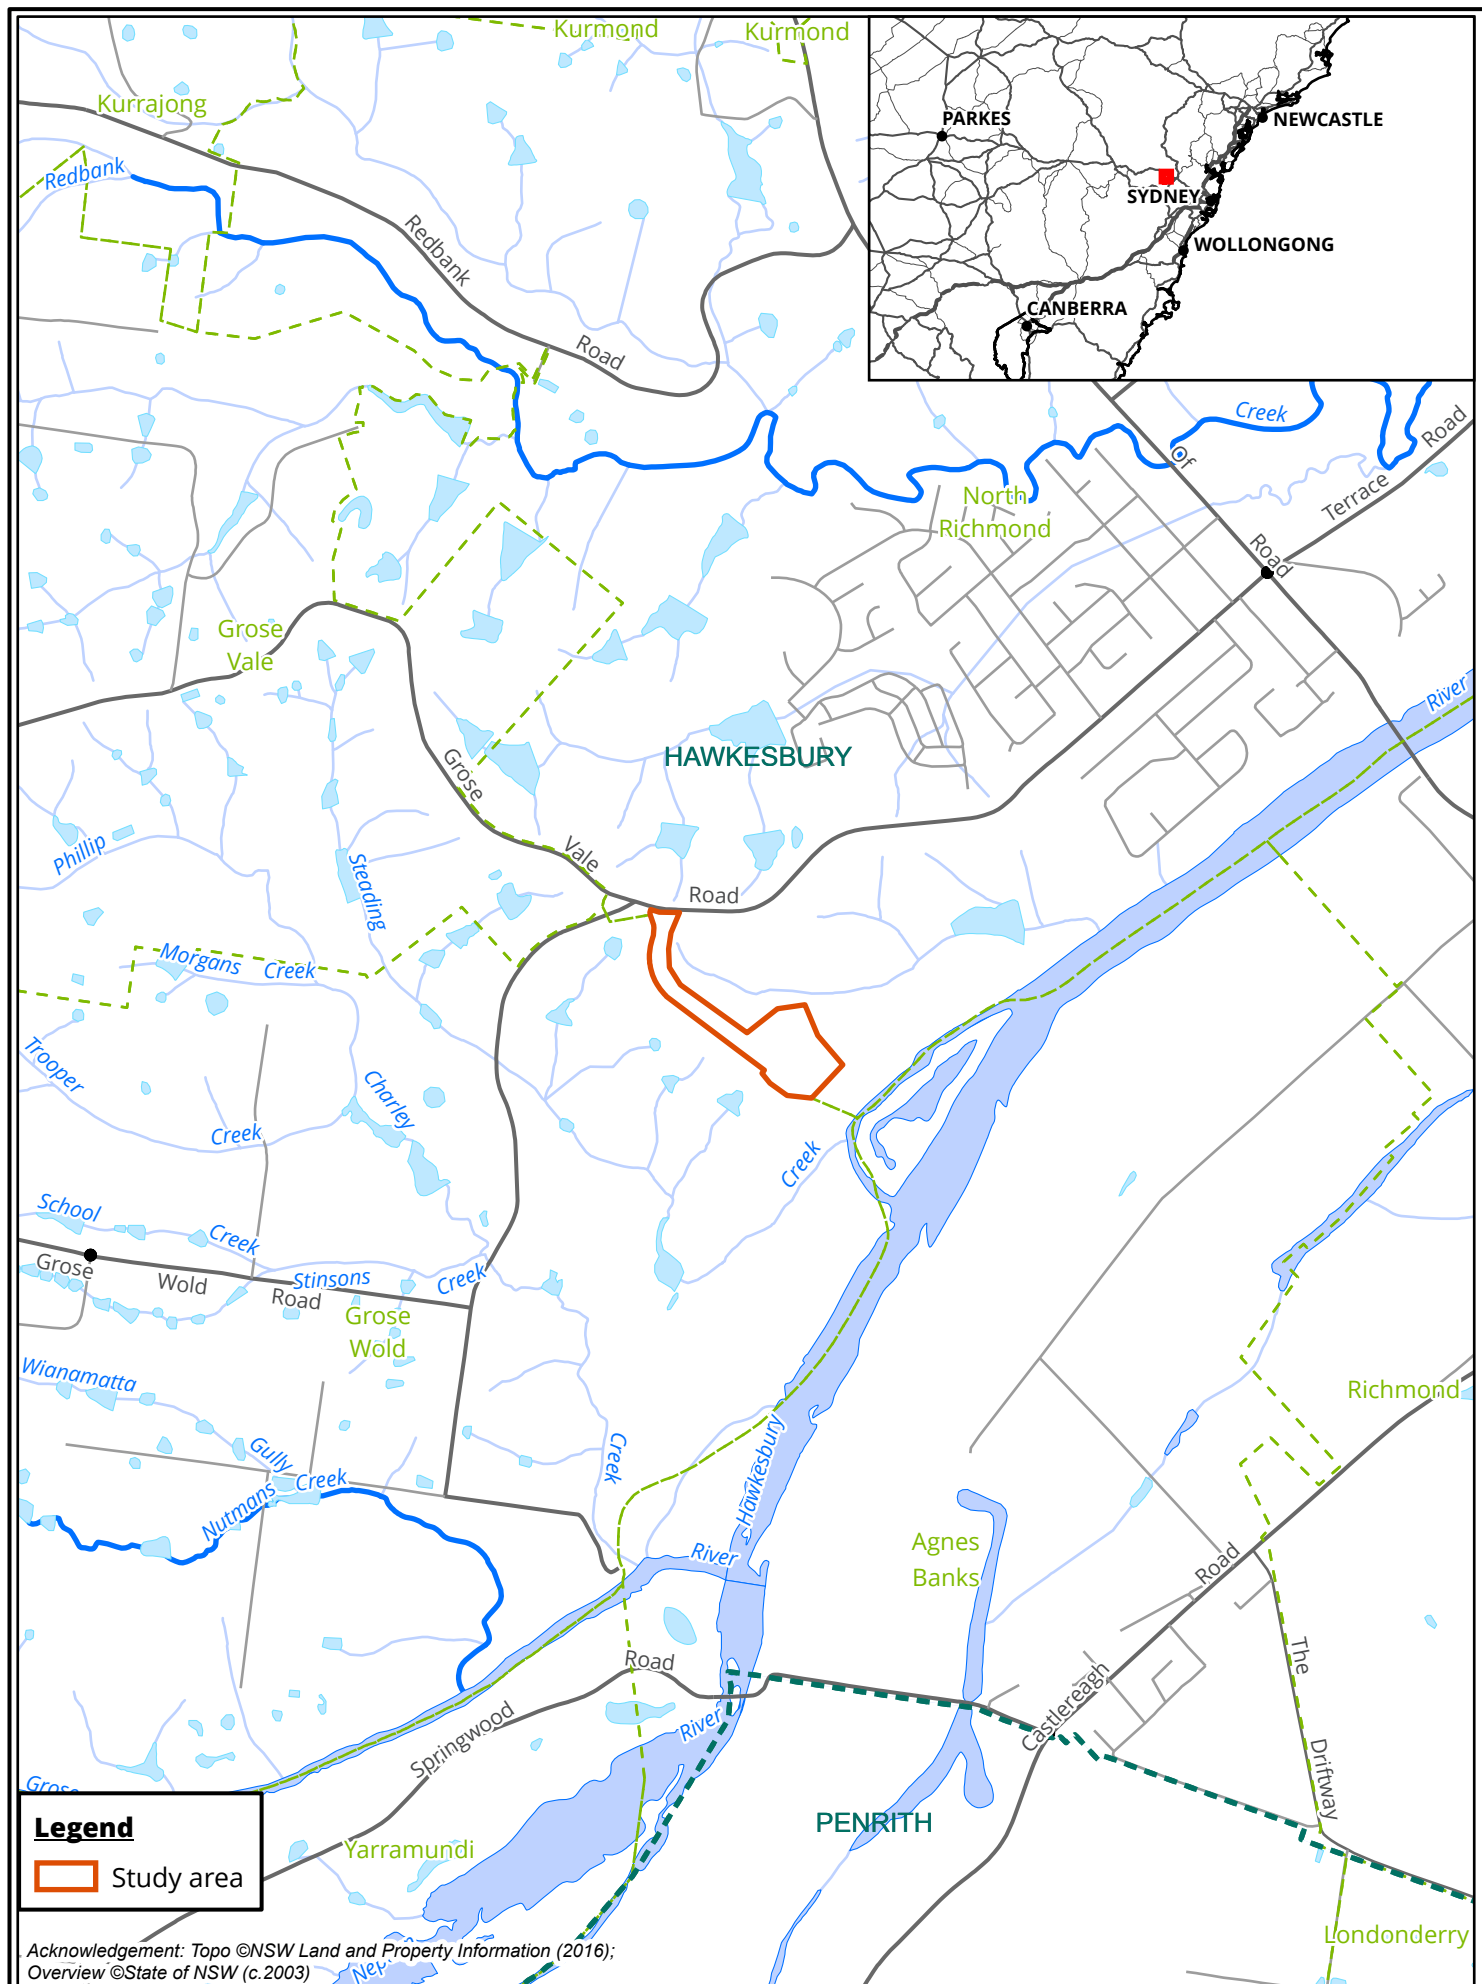 Kurmond
Kurmond
Kurrajong
Redbank
Redbank
Road
PARKES
NEWCASTLE
SYDNEY
WOLLONGONG
CANBERRA
Creek
Of
Road
Terrace
Road
North
Richmond
Grose
Vale
River
HAWKESBURY
Grose
Vale
Road
Phillip
Steading
Morgans Creek
Trooper
Creek
Charley
Creek
School
Creek
Grose
Wold
Road
Stinsons
Creek
Grose
Wold
Wianamatta
Gully
Nutmans Creek
Creek
Hawkesbury
River
Richmond
Agnes
Banks
Road
Castlereagh
The
Driftway
Road
Springwood
River
Grose
PENRITH
Yarramundi
Londonderry
Legend
Study area
Acknowledgement: Topo ©NSW Land and Property Information (2016);
Overview ©State of NSW (c.2003)